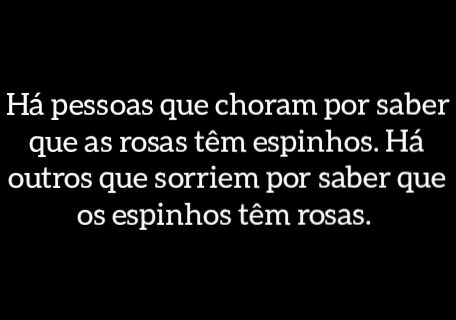 Há pessoas que choram por saber
que as rosas têm espinhos. Há
outros que sorriem por saber que
os espinhos têm rosas.